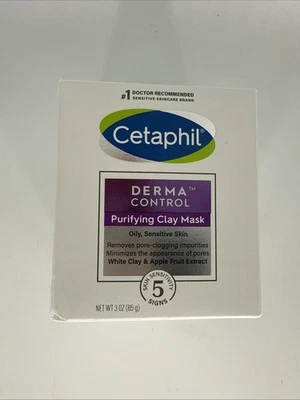 #1 DOCTOR RECOMMENDED
SENSITIVE SKINCARE BRAND
Cetaphil®
DERMA™
CONTROL
Purifying Clay Mask
Oily, Sensitive Skin
Removes pore-clogging impurities
Minimizes the appearance of pores
White Clay & Apple Fruit Extract
SKIN SENSITIVITY
5
SIGNS
NET WT 3 OZ (85 g)